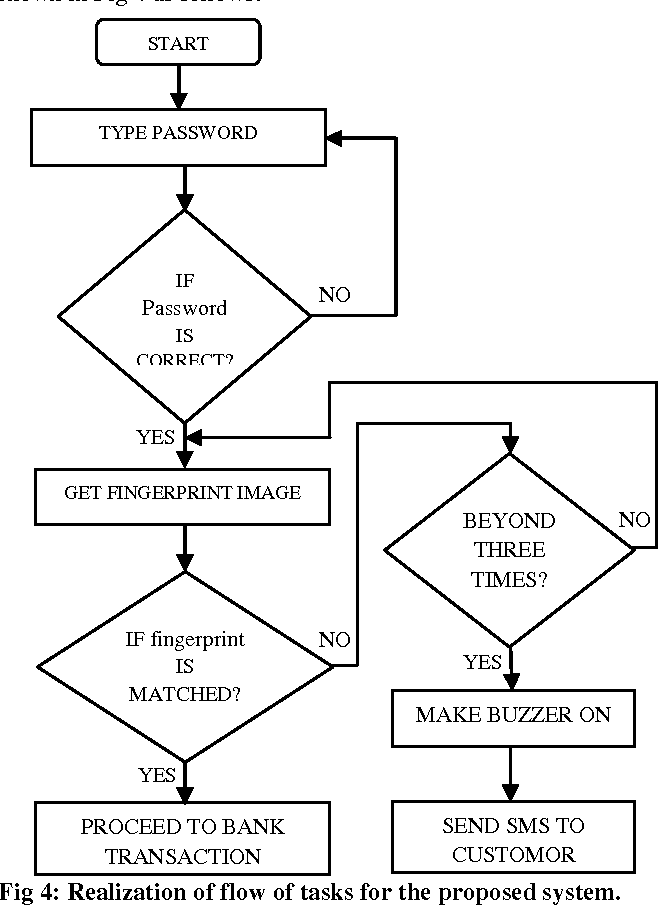 START
TYPE PASSWORD
IF
Password
IS
CORRECT?
NO
YES
GET FINGERPRINT IMAGE
IF fingerprint
IS
MATCHED?
NO
YES
PROCEED TO BANK
TRANSACTION
BEYOND
THREE
TIMES?
NO
YES
MAKE BUZZER ON
SEND SMS TO
CUSTOMOR
Fig 4: Realization of flow of tasks for the proposed system.